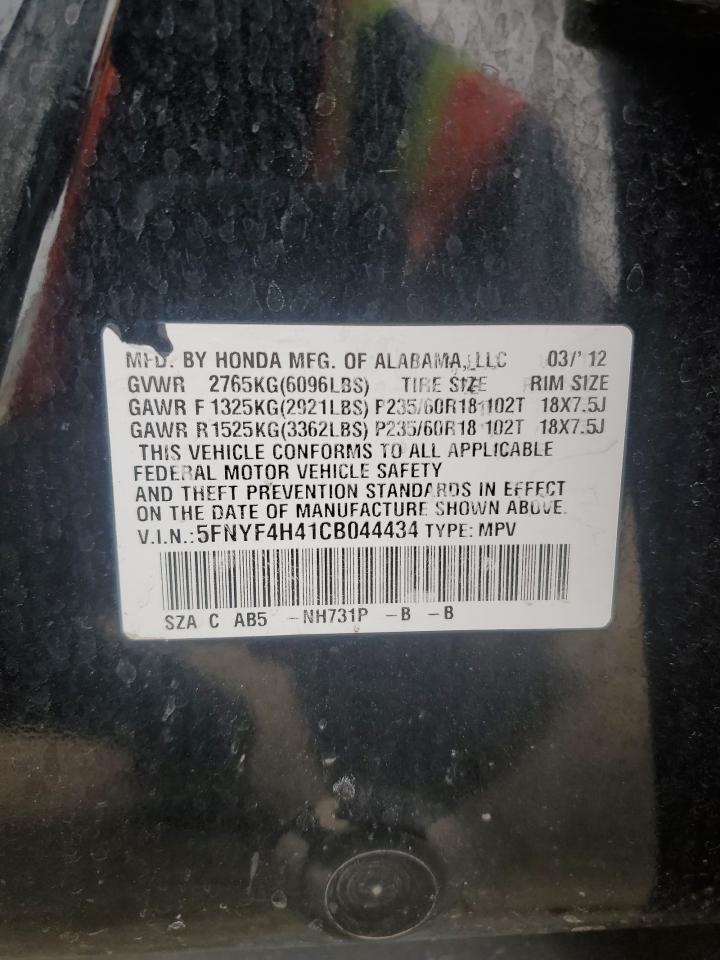 MFD. BY HONDA MFG. OF ALABAMA, LLC 03/'12
GVWR 2765KG(6096LBS) TIRE SIZE RIM SIZE
GAWR F 1325KG(2921LBS) P235/60R18 102T 18X7.5J
GAWR R 1525KG(3362LBS) P235/60R18 102T 18X7.5J
THIS VEHICLE CONFORMS TO ALL APPLICABLE
FEDERAL MOTOR VEHICLE SAFETY
AND THEFT PREVENTION STANDARDS IN EFFECT
ON THE DATE OF MANUFACTURE SHOWN ABOVE.
V.I.N.:5FNYF4H41CB044434 TYPE: MPV
SZA C AB5 -NH731P -B -B